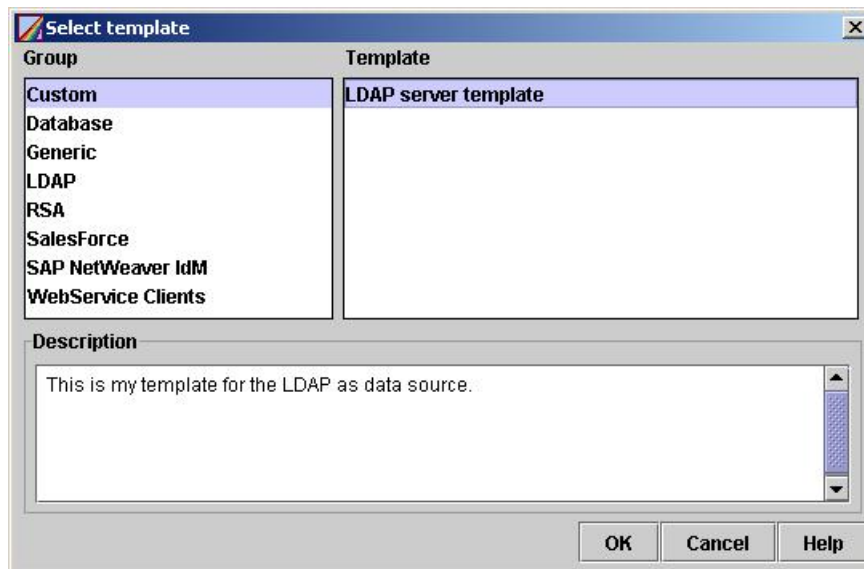 Select template
Group
Template
Custom
Database
Generic
LDAP
RSA
SalesForce
SAP NetWeaver IdM
WebService Clients
LDAP server template
Description
This is my template for the LDAP as data source.
OK
Cancel
Help